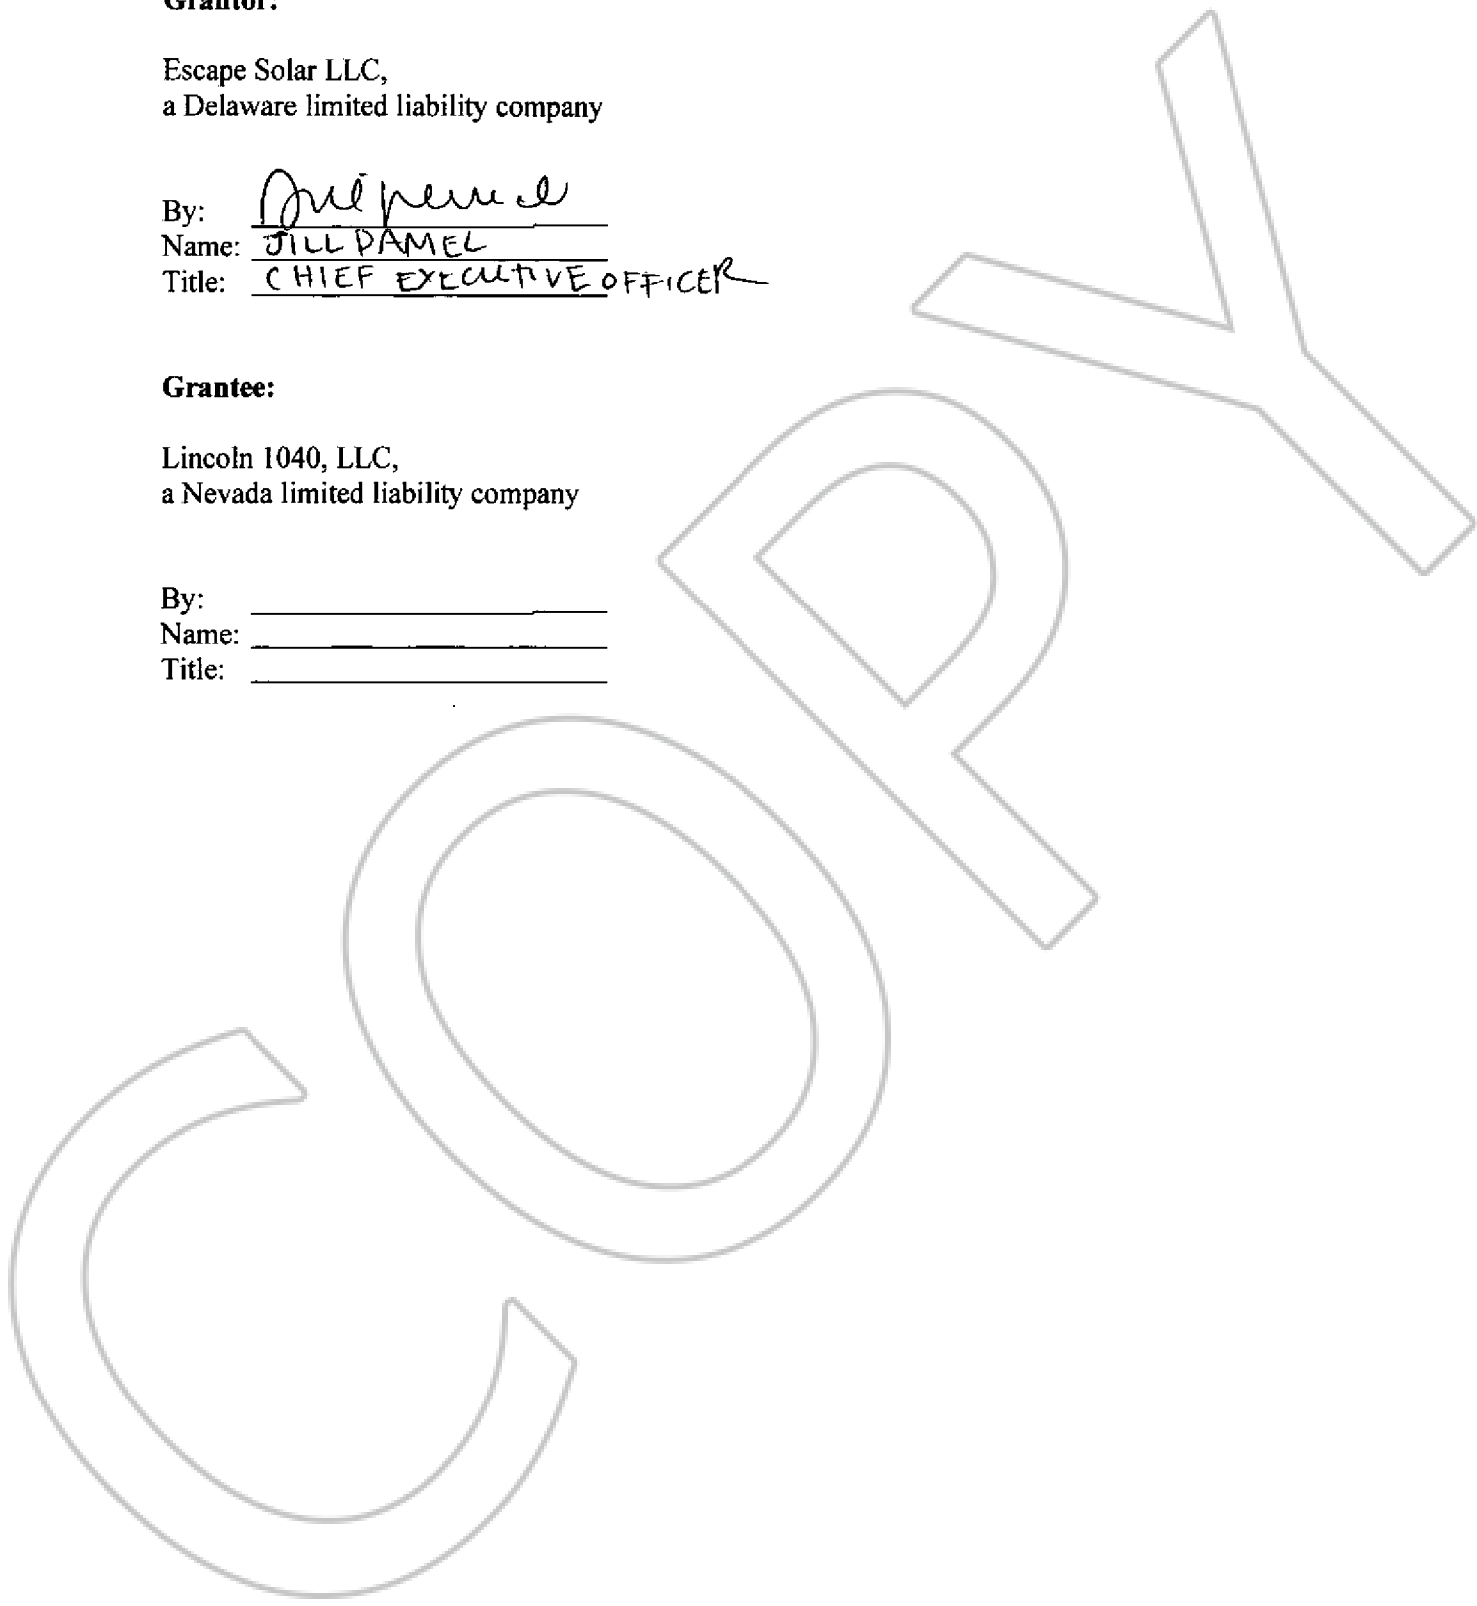 Grantor:
Escape Solar LLC,
a Delaware limited liability company
By:
Name: JILL DAMEL
Title: CHIEF EXECUTIVE OFFICER
Grantee:
Lincoln 1040, LLC,
a Nevada limited liability company
By:
Name:
Title:
COPY